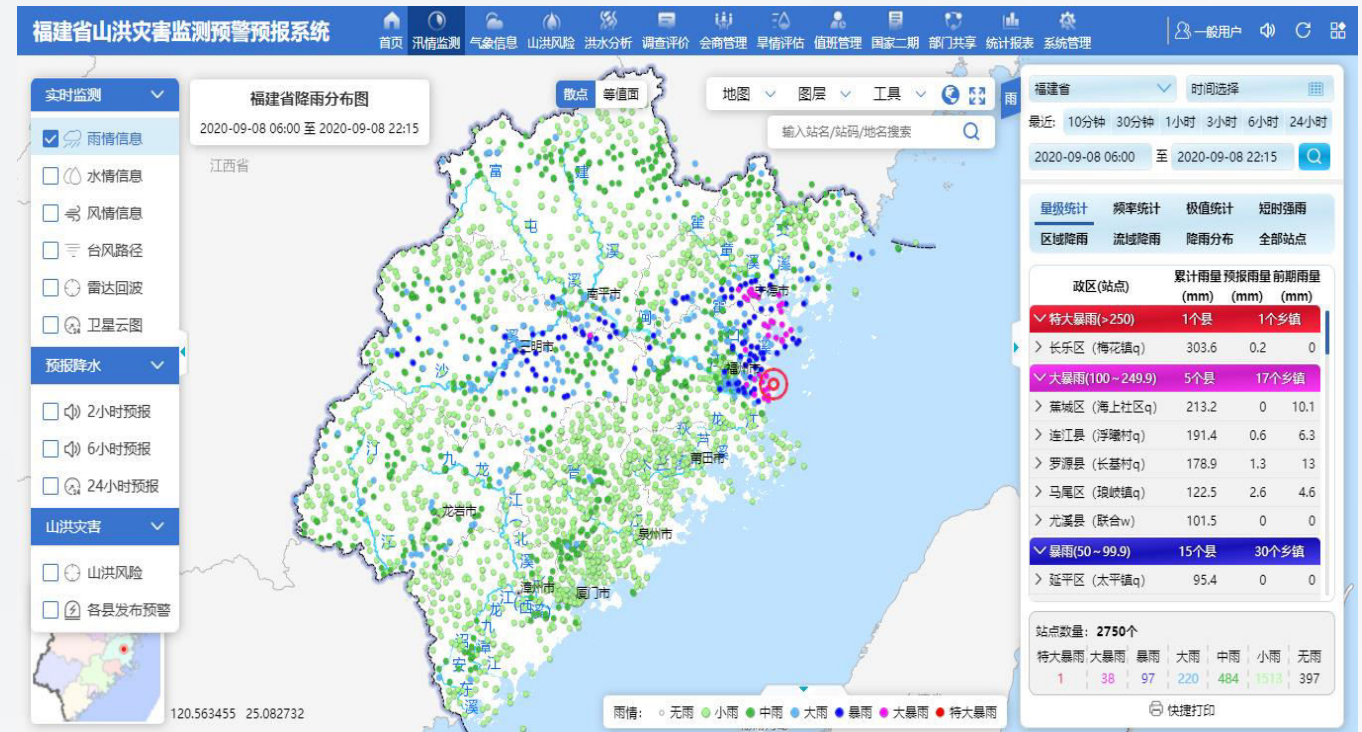 福建省山洪灾害监测预警预报系统
首页 汛情监测 气象信息 山洪风险 洪水分析 调查评价 会商管理 旱情评估 值班管理 国家二期 部门共享 统计报表 系统管理
一般用户
实时监测
雨情信息
水情信息
风情信息
台风路径
雷达回波
卫星云图
预报降水
2小时预报
6小时预报
24小时预报
山洪灾害
山洪风险
各县发布预警
福建省降雨分布图
2020-09-08 06:00 至 2020-09-08 22:15
散点 等值面
地图 图层 工具
输入站名/站码/地名搜索
雨
江西省
富
屯
溪
建
溪
南平市
三明市
沙
溪
闽
江
福州市
龙
江
莆田市
汀
江
九
龙
江
(
北
溪
龙岩市
泉州市
漳州市
厦门市
120.563455 25.082732
雨情: 无雨 小雨 中雨 大雨 暴雨 大暴雨 特大暴雨
福建省 时间选择
最近: 10分钟 30分钟 1小时 3小时 6小时 24小时
2020-09-08 06:00 至 2020-09-08 22:15
量级统计 频率统计 极值统计 短时强雨
区域降雨 流域降雨 降雨分布 全部站点
政区(站点) 累计雨量(mm) 预报雨量(mm) 前期雨量(mm)
特大暴雨(>250) 1个县 1个乡镇
长乐区 (梅花镇q) 303.6 0.2 0
大暴雨(100~249.9) 5个县 17个乡镇
蕉城区 (海上社区q) 213.2 0 10.1
连江县 (浮曦村q) 191.4 0.6 6.3
罗源县 (长基村q) 178.9 1.3 13
马尾区 (琅岐镇q) 122.5 2.6 4.6
尤溪县 (联合w) 101.5 0 0
暴雨(50~99.9) 15个县 30个乡镇
延平区 (太平镇q) 95.4 0 0
站点数量: 2750个
特大暴雨 大暴雨 暴雨 大雨 中雨 小雨 无雨
1 38 97 220 484 1513 397
快捷打印